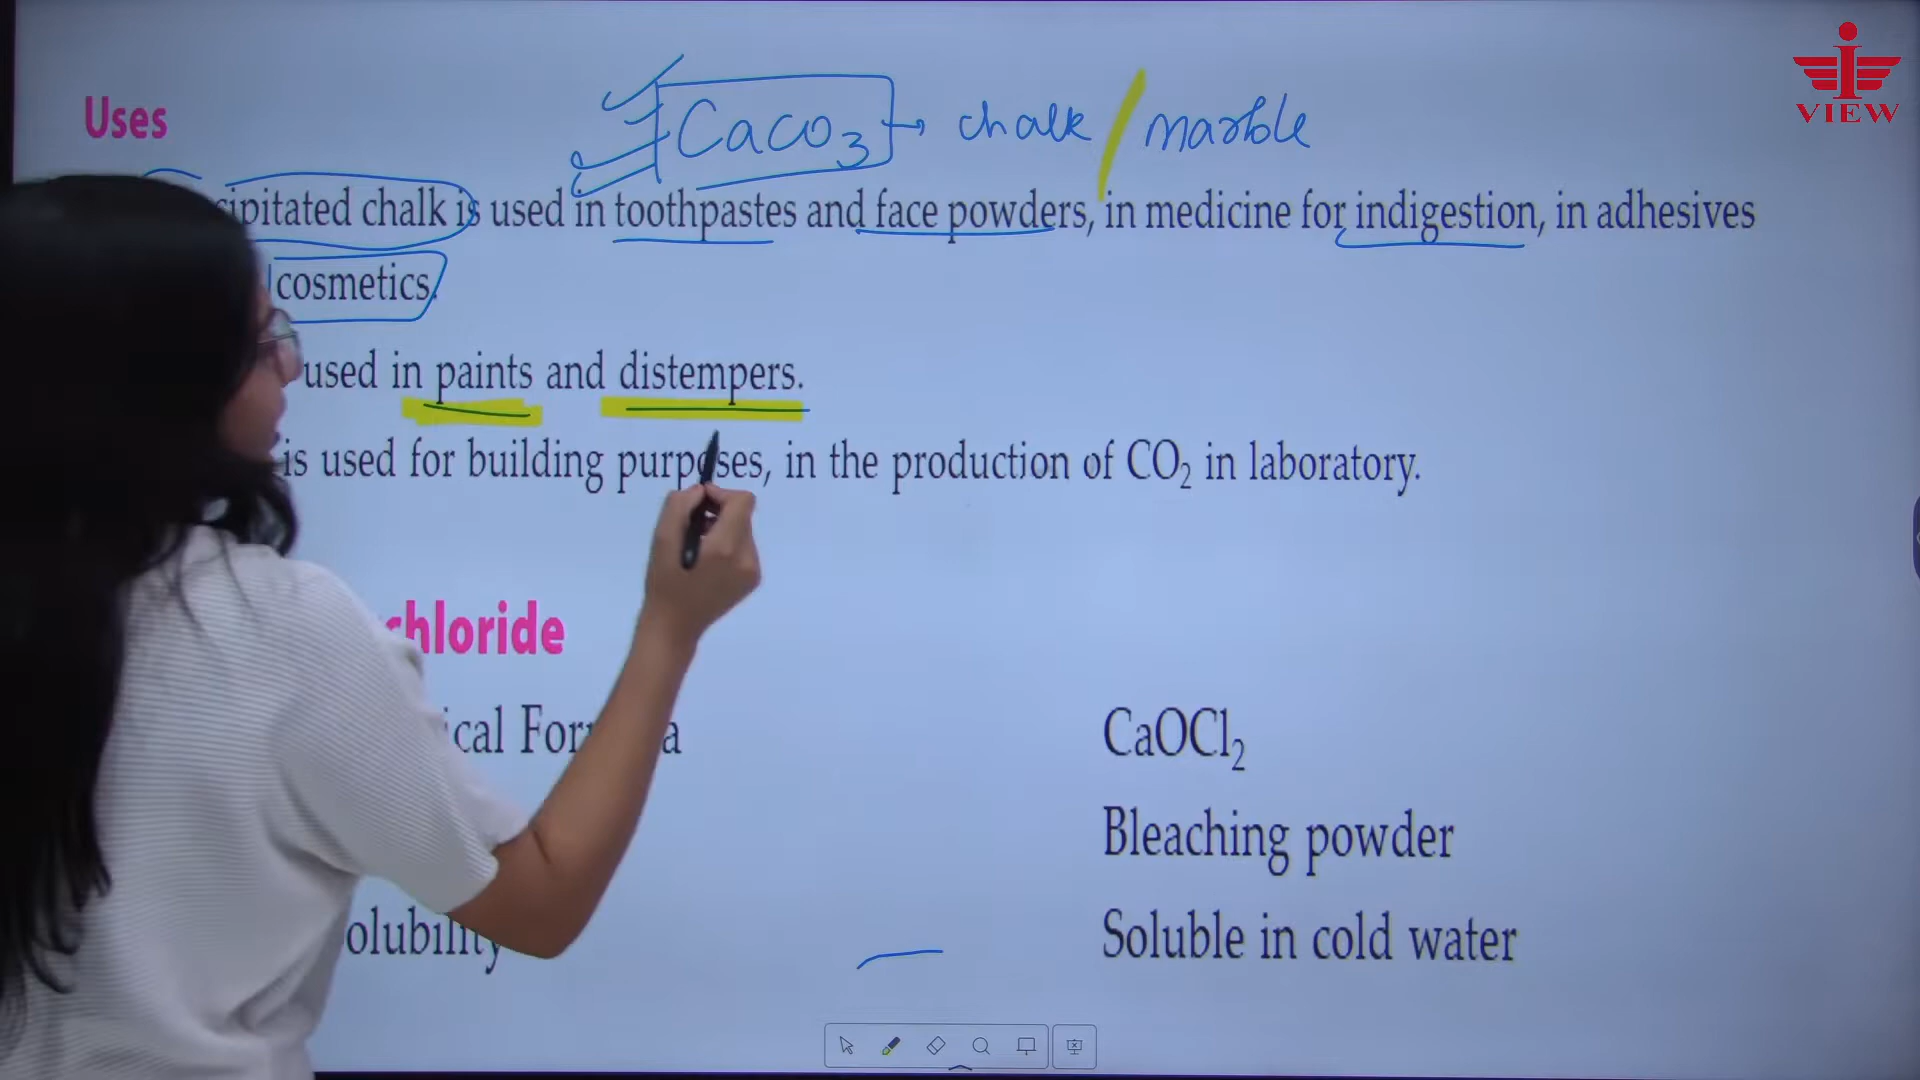 VIEW
CaCO3 → chalk / marble
Uses
ipitated chalk is used in toothpastes and face powders, in medicine for indigestion, in adhesives
cosmetics.
used in paints and distempers.
is used for building purposes, in the production of CO₂ in laboratory.
chloride
ical For a
CaOCl₂
Bleaching powder
olubility
Soluble in cold water